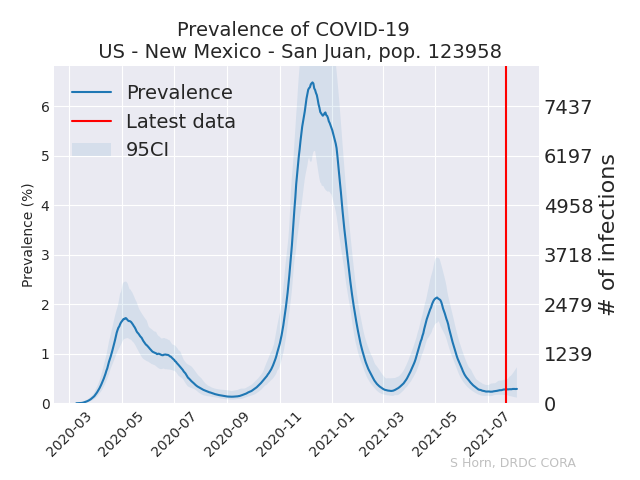 Prevalence of COVID-19
US - New Mexico - San Juan, pop. 123958
Prevalence
Latest data
95CI
Prevalence (%)
6
5
4
3
2
1
0
7437
6197
4958
3718
2479
1239
0
# of infections
2020-03
2020-05
2020-07
2020-09
2020-11
2021-01
2021-03
2021-05
2021-07
S Horn, DRDC CORA